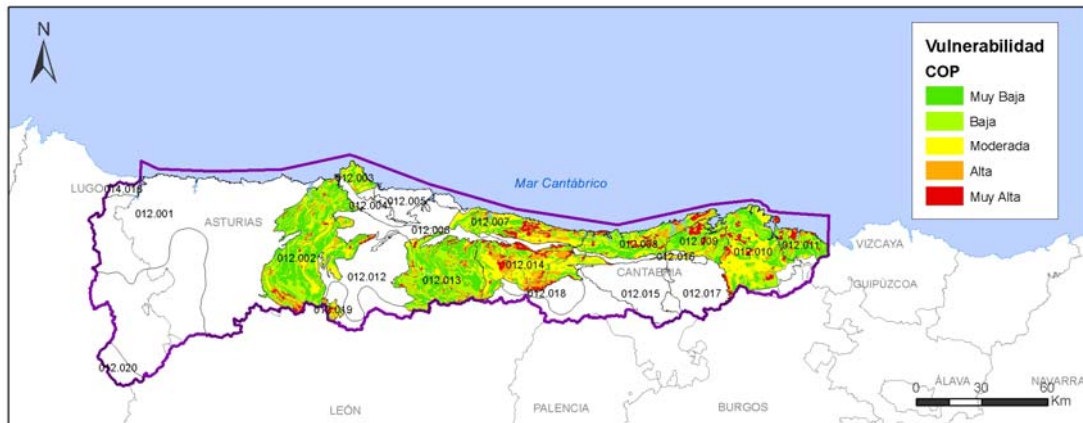 N
Vulnerabilidad
COP
Muy Baja
Baja
Moderada
Alta
Muy Alta
Mar Cantábrico
LUGO
014.018
012.001
ASTURIAS
012.003
012.004
012.005
012.006
012.007
012.002
012.012
012.013
012.014
012.008
012.009
012.016
012.010
012.011
CANTABRIA
012.018
012.015
012.017
012.019
012.020
VIZCAYA
GUIPÚZCOA
ÁLAVA
NAVARRA
LEÓN
PALENCIA
BURGOS
0 30 60
Km